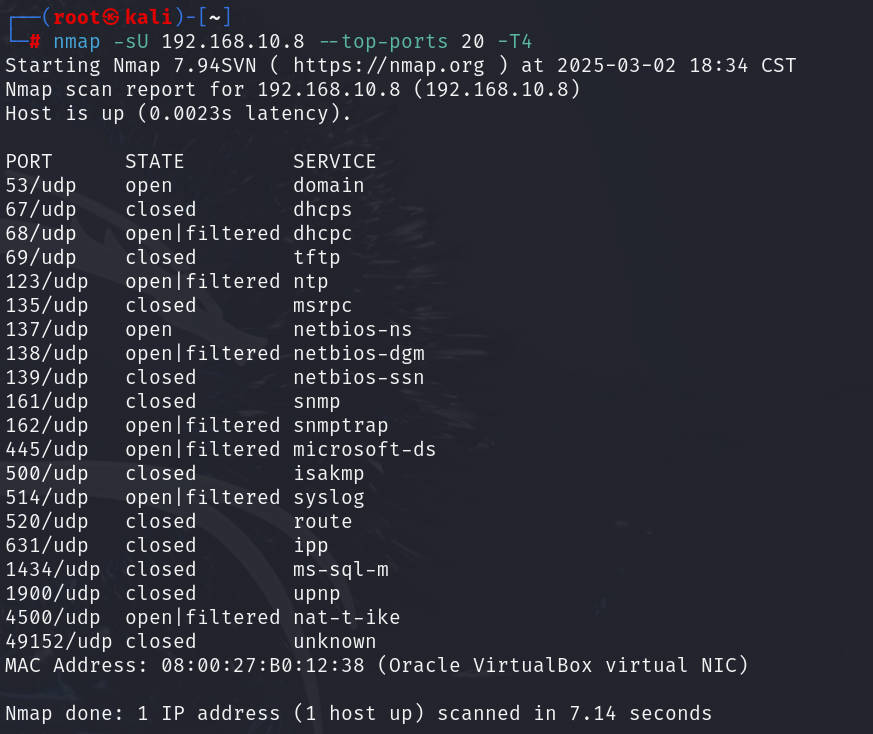 ┌──(root㉿kali)-[~]
└─# nmap -sU 192.168.10.8 --top-ports 20 -T4
Starting Nmap 7.94SVN ( https://nmap.org ) at 2025-03-02 18:34 CST
Nmap scan report for 192.168.10.8 (192.168.10.8)
Host is up (0.0023s latency).

PORT      STATE         SERVICE
53/udp    open          domain
67/udp    closed        dhcps
68/udp    open|filtered dhcpc
69/udp    closed        tftp
123/udp   open|filtered ntp
135/udp   closed        msrpc
137/udp   open          netbios-ns
138/udp   open|filtered netbios-dgm
139/udp   closed        netbios-ssn
161/udp   closed        snmp
162/udp   open|filtered snmptrap
445/udp   open|filtered microsoft-ds
500/udp   closed        isakmp
514/udp   open|filtered syslog
520/udp   closed        route
631/udp   closed        ipp
1434/udp  closed        ms-sql-m
1900/udp  closed        upnp
4500/udp  open|filtered nat-t-ike
49152/udp closed        unknown
MAC Address: 08:00:27:B0:12:38 (Oracle VirtualBox virtual NIC)

Nmap done: 1 IP address (1 host up) scanned in 7.14 seconds